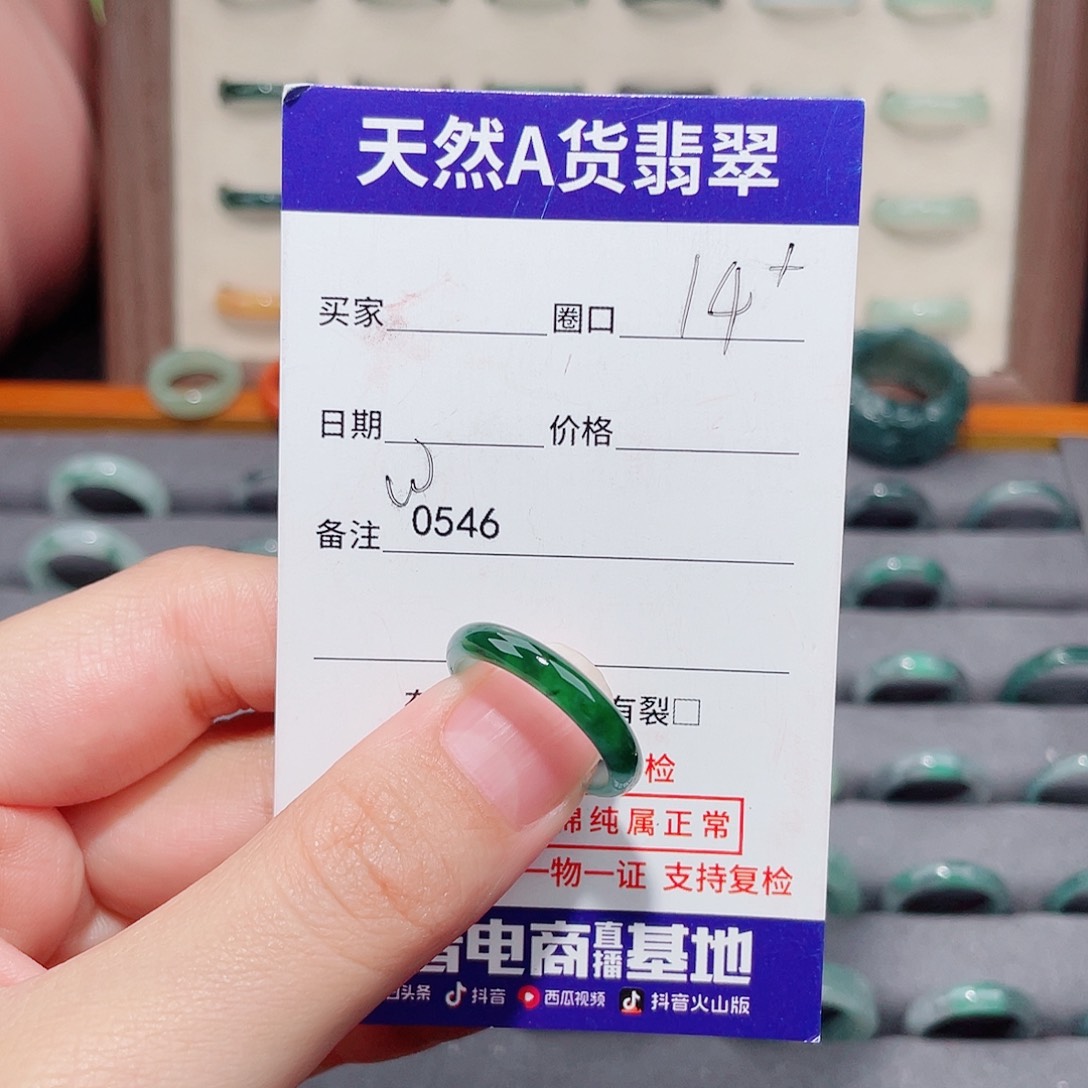 天然A货翡翠
买家 圈口 14+
日期 价格
W
备注 0546
有裂□
检
棉纯属正常
一物一证 支持复检
电商直播基地
头条 抖音 西瓜视频 抖音火山版